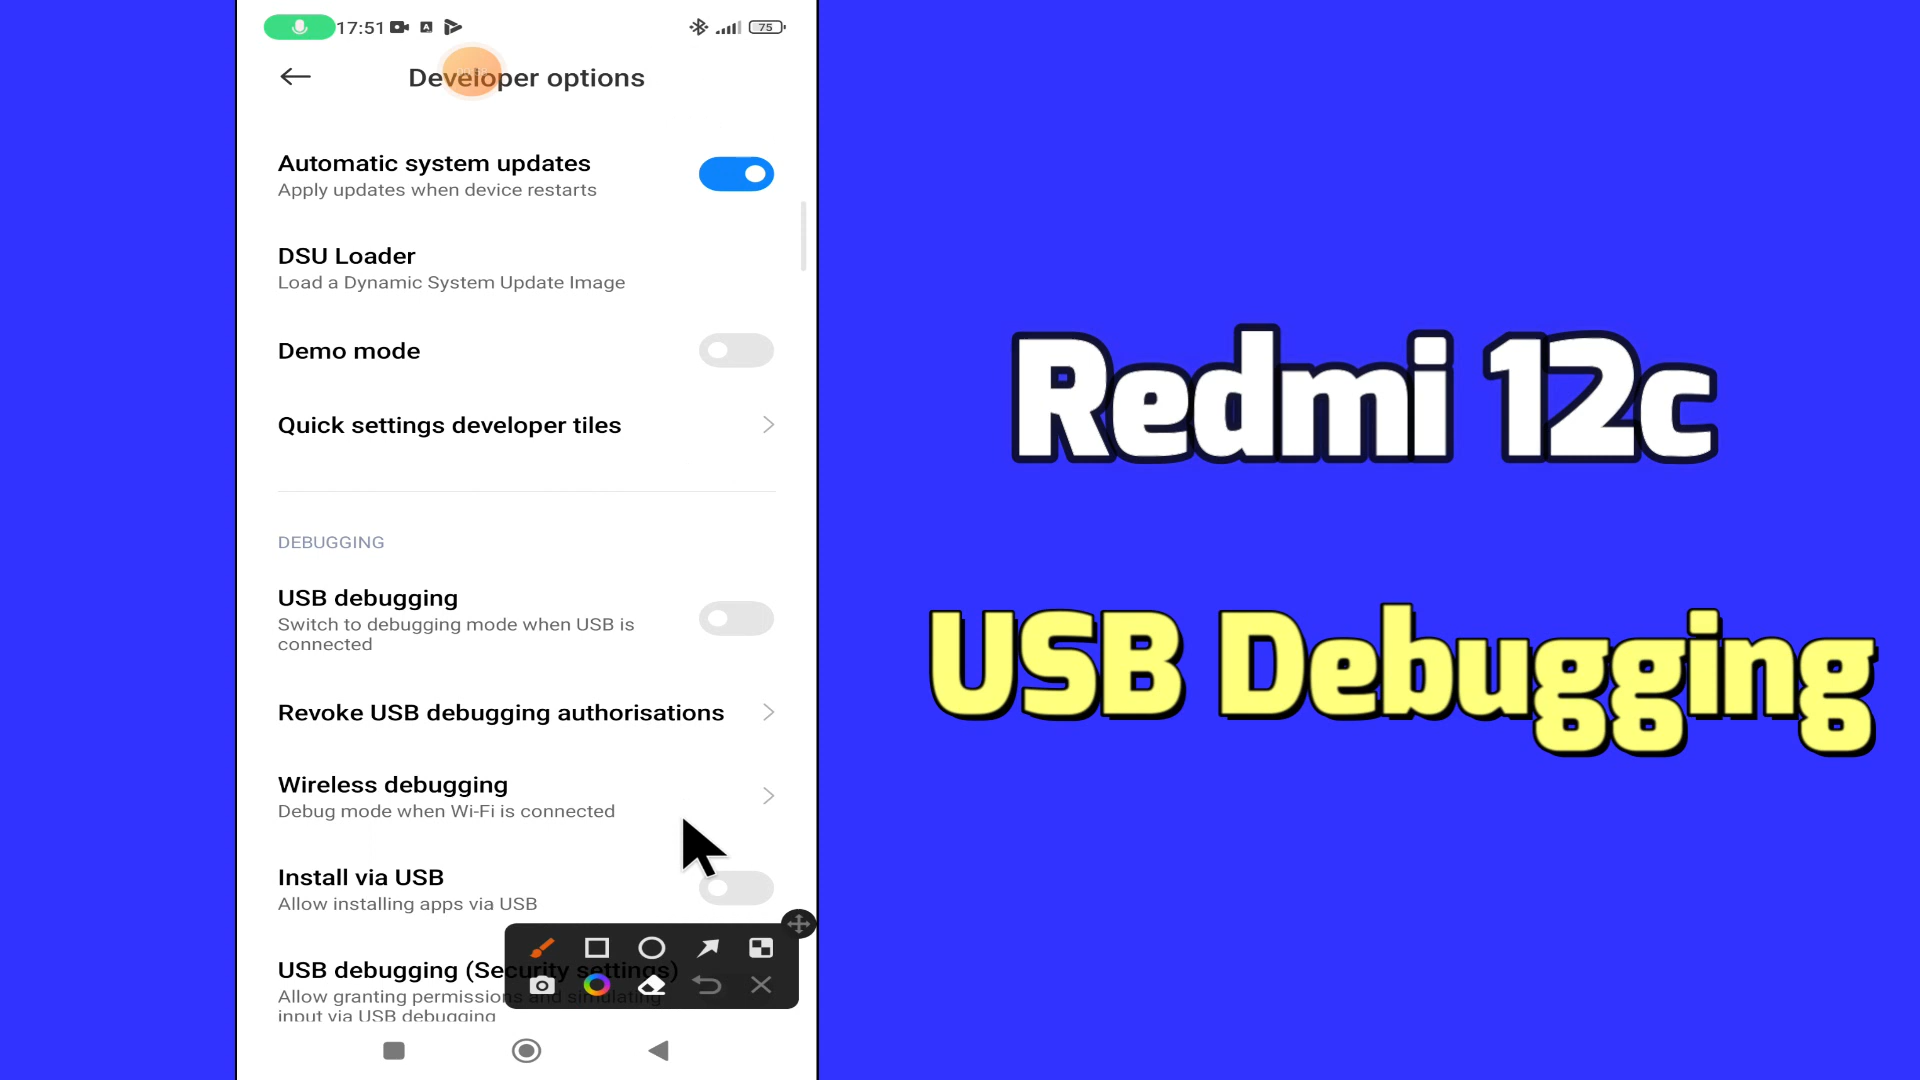 17:51
75
Developer options
Automatic system updates
Apply updates when device restarts
DSU Loader
Load a Dynamic System Update Image
Demo mode
Quick settings developer tiles
DEBUGGING
USB debugging
Switch to debugging mode when USB is
connected
Revoke USB debugging authorisations
Wireless debugging
Debug mode when Wi-Fi is connected
Install via USB
Allow installing apps via USB
USB debugging (Security settings)
Allow granting permissions and simulating
input via USB debugging
Redmi 12c
USB Debugging